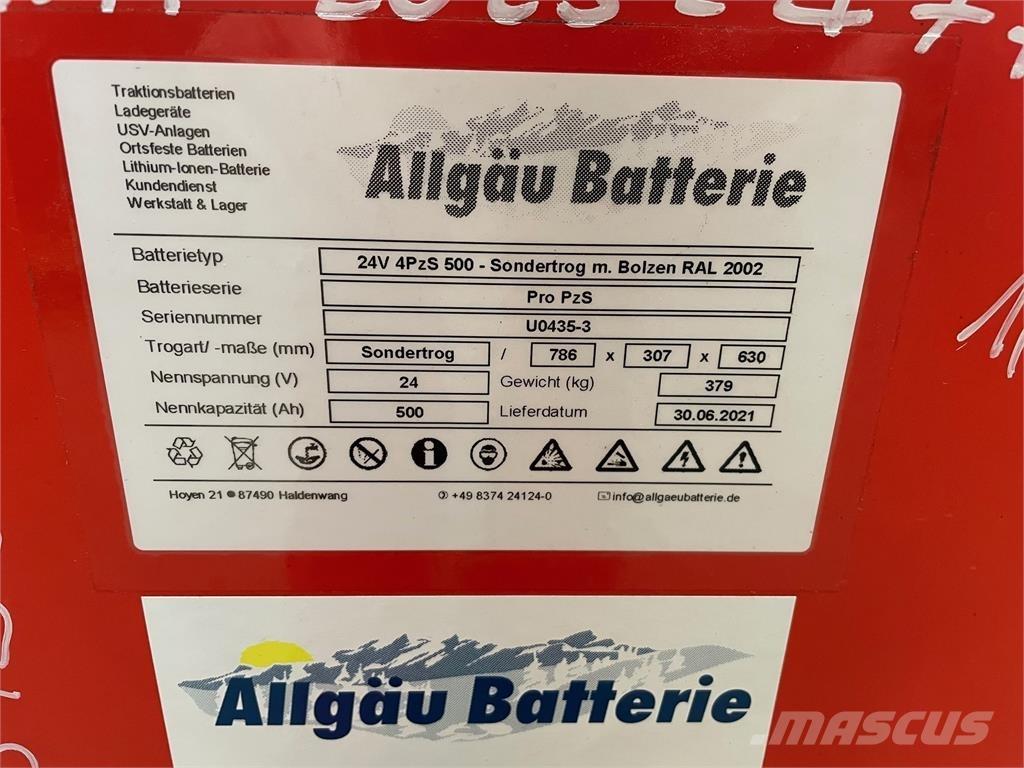 Traktionsbatterien
Ladegeräte
USV-Anlagen
Ortsfeste Batterien
Lithium-Ionen-Batterie
Kundendienst
Werkstatt & Lager
Allgäu Batterie
Batterietyp 24V 4PzS 500 - Sondertrog m. Bolzen RAL 2002
Batterieserie Pro PzS
Seriennummer U0435-3
Trogart/ -maße (mm) Sondertrog / 786 x 307 x 630
Nennspannung (V) 24 Gewicht (kg) 379
Nennkapazität (Ah) 500 Lieferdatum 30.06.2021
Hoyen 21 ● 87490 Haldenwang +49 8374 24124-0 info@allgaeubatterie.de
Allgäu Batterie
MASCUS